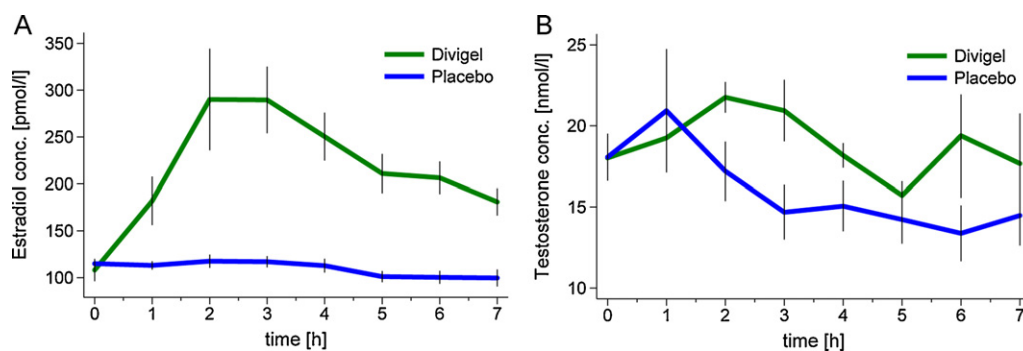 A
Estradiol conc. [pmol/l]
350
300
250
200
150
100
Divigel
Placebo
0 1 2 3 4 5 6 7
time [h]
B
Testosterone conc. [nmol/l]
25
20
15
10
Divigel
Placebo
0 1 2 3 4 5 6 7
time [h]